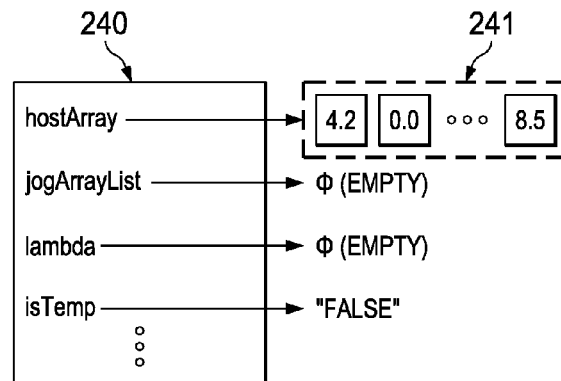 240 241
hostArray 4.2 0.0 ○○○ 8.5
jogArrayList Φ (EMPTY)
lambda Φ (EMPTY)
isTemp "FALSE"